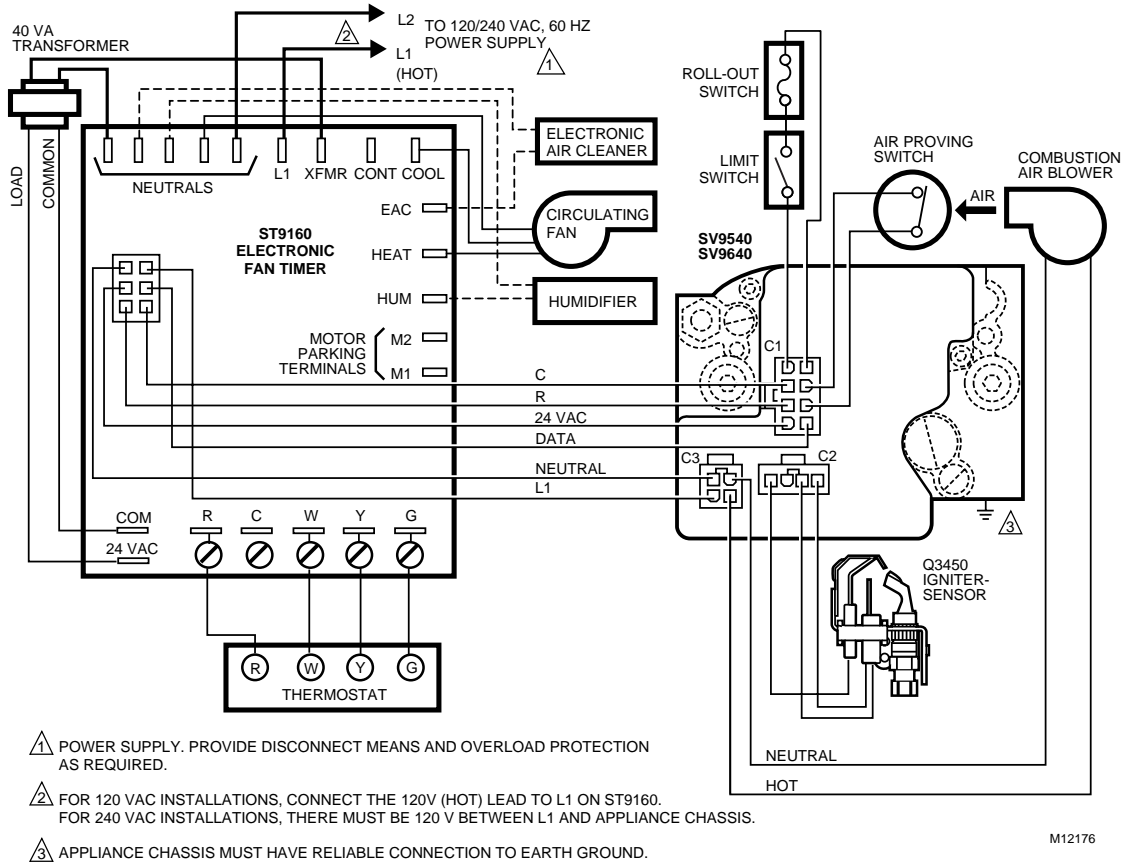 40 VA
TRANSFORMER
2
L2
TO 120/240 VAC, 60 HZ
POWER SUPPLY
1
L1
(HOT)
LOAD
COMMON
NEUTRALS
L1
XFMR
CONT
COOL
EAC
HEAT
HUM
MOTOR
PARKING
TERMINALS
M2
M1
ST9160
ELECTRONIC
FAN TIMER
ELECTRONIC
AIR CLEANER
CIRCULATING
FAN
HUMIDIFIER
ROLL-OUT
SWITCH
LIMIT
SWITCH
AIR PROVING
SWITCH
AIR
COMBUSTION
AIR BLOWER
SV9540
SV9640
C1
C
R
24 VAC
DATA
NEUTRAL
L1
C3
C2
3
COM
24 VAC
R
C
W
Y
G
R
W
Y
G
THERMOSTAT
Q3450
IGNITER-
SENSOR
NEUTRAL
HOT
1 POWER SUPPLY. PROVIDE DISCONNECT MEANS AND OVERLOAD PROTECTION
AS REQUIRED.
2 FOR 120 VAC INSTALLATIONS, CONNECT THE 120V (HOT) LEAD TO L1 ON ST9160.
FOR 240 VAC INSTALLATIONS, THERE MUST BE 120 V BETWEEN L1 AND APPLIANCE CHASSIS.
3 APPLIANCE CHASSIS MUST HAVE RELIABLE CONNECTION TO EARTH GROUND.
M12176